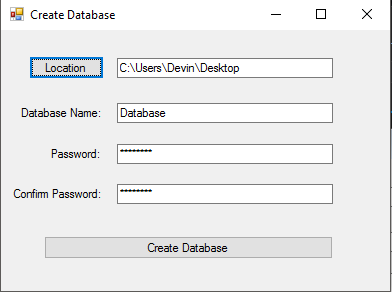 Create Database
Location C:\Users\Devin\Desktop
Database Name: Database
Password: ********
Confirm Password: ********
Create Database